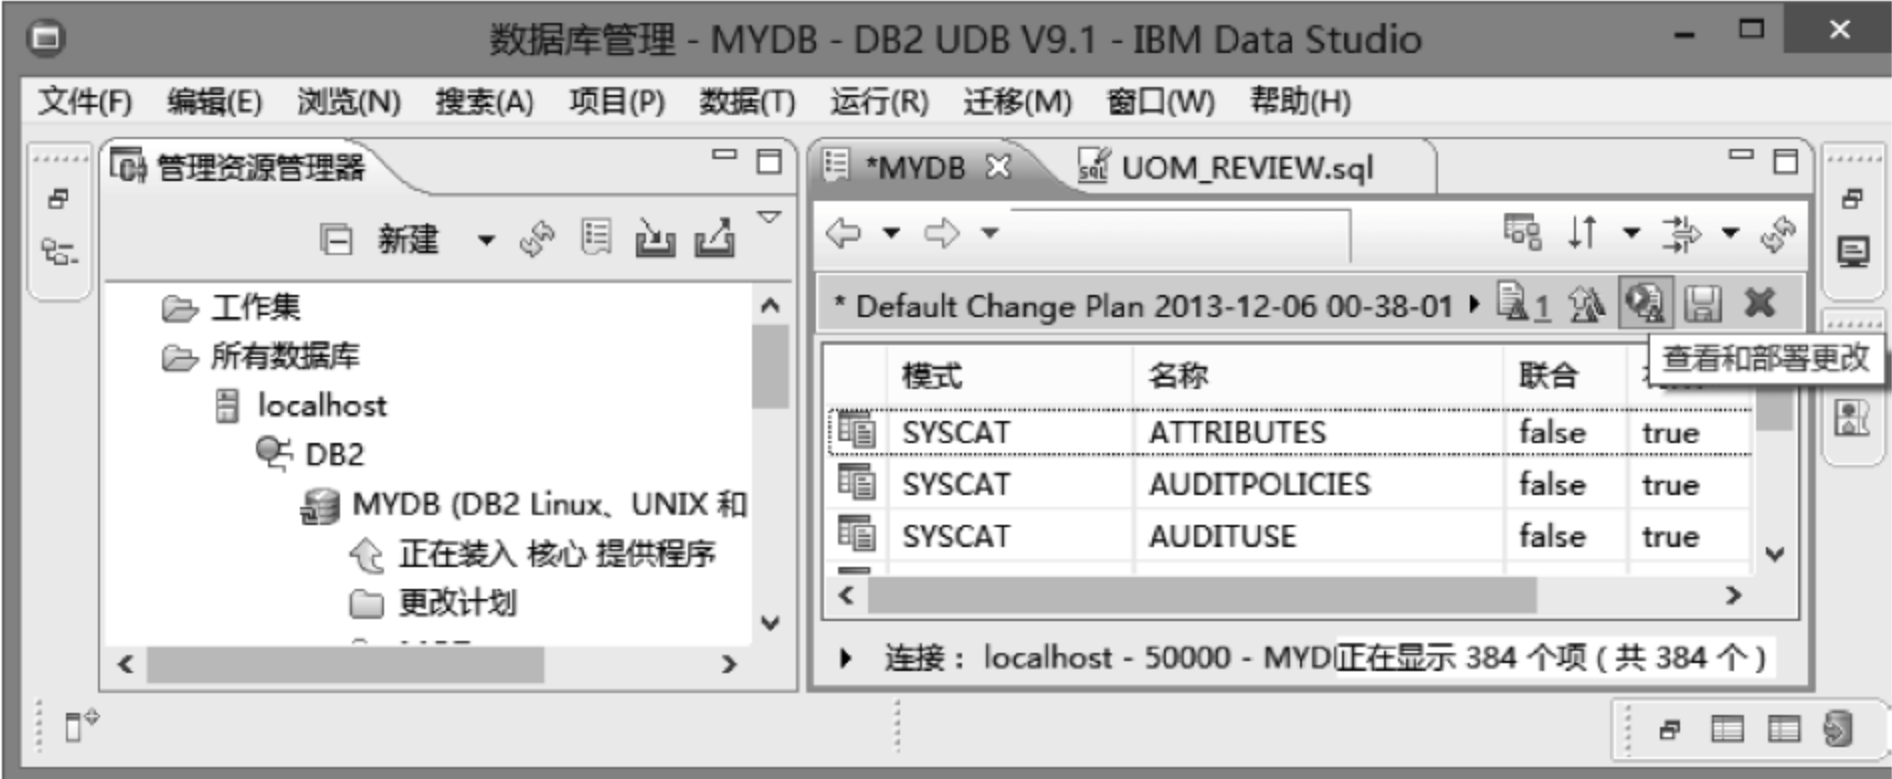 数据库管理 - MYDB - DB2 UDB V9.1 - IBM Data Studio
文件(F) 编辑(E) 浏览(N) 搜索(A) 项目(P) 数据(T) 运行(R) 迁移(M) 窗口(W) 帮助(H)
管理资源管理器
新建
工作集
所有数据库
localhost
DB2
MYDB (DB2 Linux、UNIX 和
正在装入 核心 提供程序
更改计划
*MYDB UOM_REVIEW.sql
* Default Change Plan 2013-12-06 00-38-01 1
查看和部署更改
模式 名称 联合
SYSCAT ATTRIBUTES false true
SYSCAT AUDITPOLICIES false true
SYSCAT AUDITUSE false true
连接： localhost - 50000 - MYD正在显示 384 个项 ( 共 384 个 )